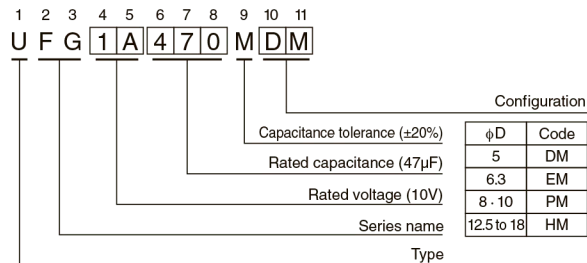 1 2 3 4 5 6 7 8 9 10 11
U F G 1 A 4 7 0 M D M
Configuration
Capacitance tolerance (±20%)
Rated capacitance (47µF)
Rated voltage (10V)
Series name
Type
ϕD Code
5 DM
6.3 EM
8 · 10 PM
12.5 to 18 HM